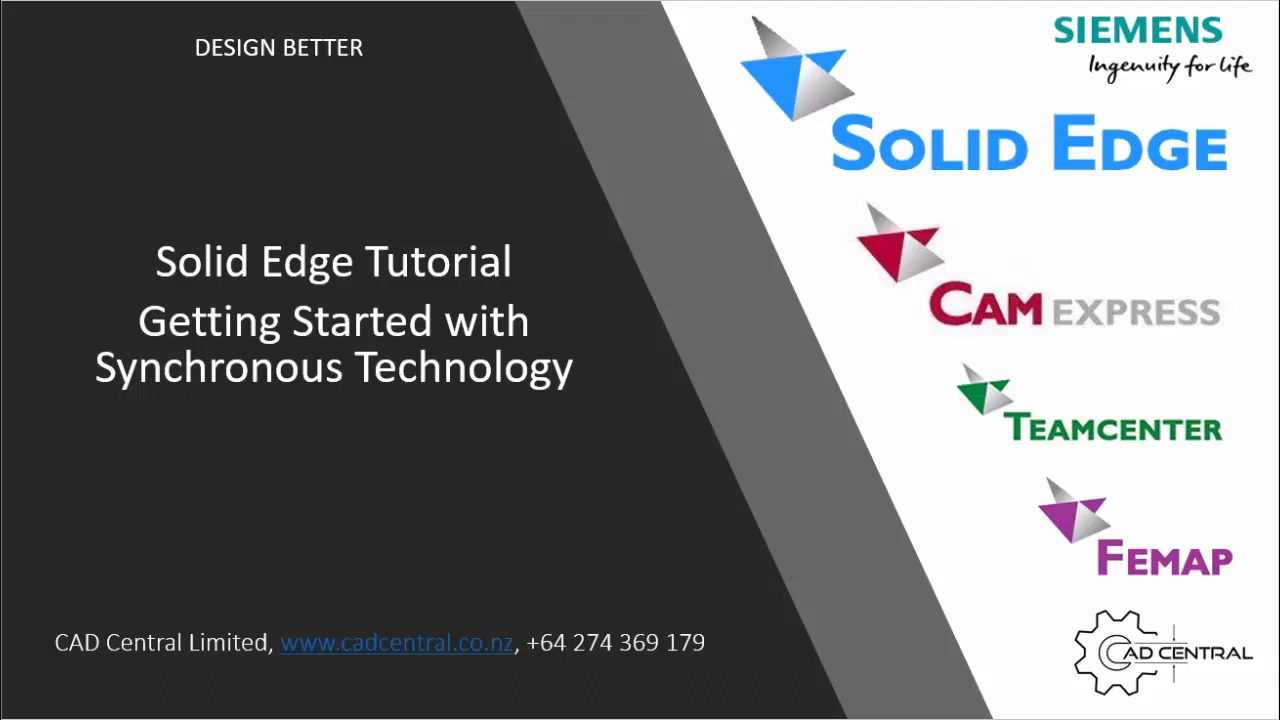 DESIGN BETTER
Solid Edge Tutorial
Getting Started with
Synchronous Technology
CAD Central Limited, www.cadcentral.co.nz, +64 274 369 179
SIEMENS
Ingenuity for life
SOLID EDGE
CAM EXPRESS
TEAMCENTER
FEMAP
CAD CENTRAL